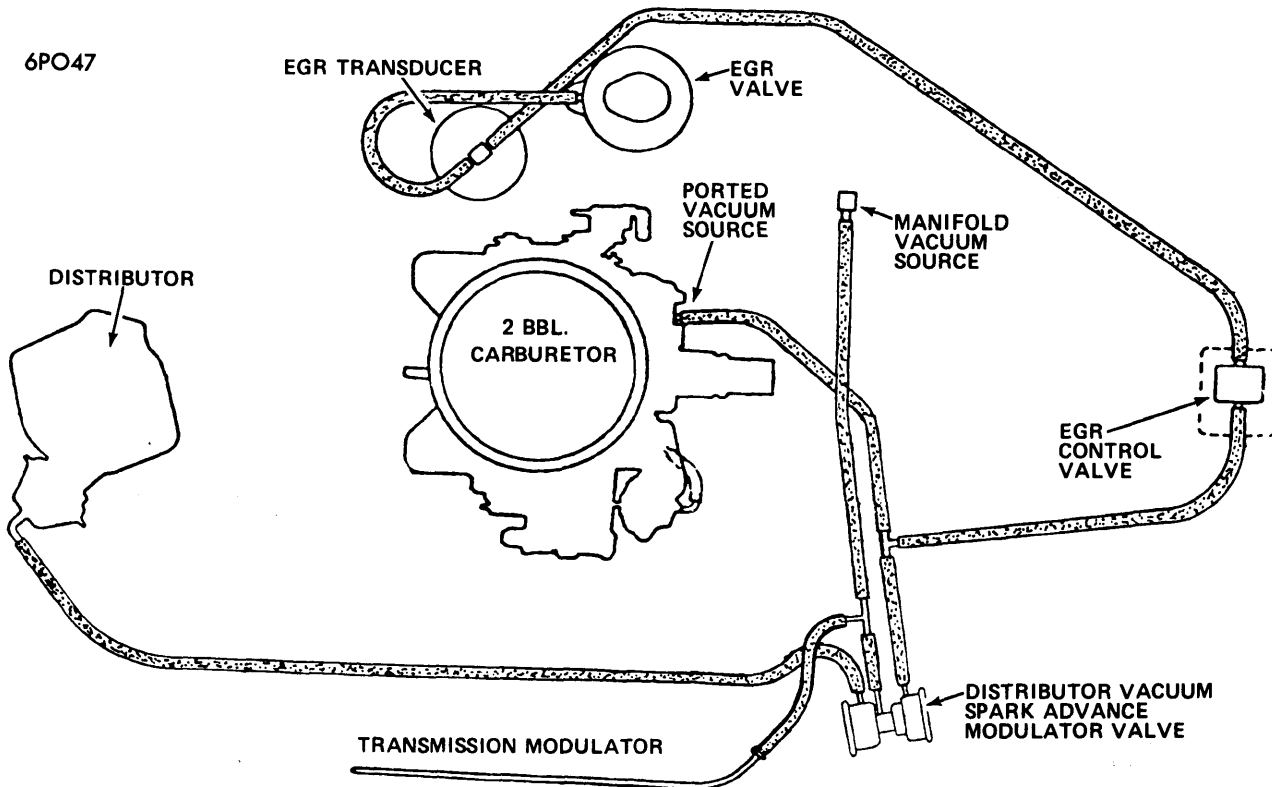 6PO47
EGR TRANSDUCER
EGR
VALVE
PORTED
VACUUM
SOURCE
MANIFOLD
VACUUM
SOURCE
DISTRIBUTOR
2 BBL.
CARBURETOR
EGR
CONTROL
VALVE
DISTRIBUTOR VACUUM
SPARK ADVANCE
MODULATOR VALVE
TRANSMISSION MODULATOR